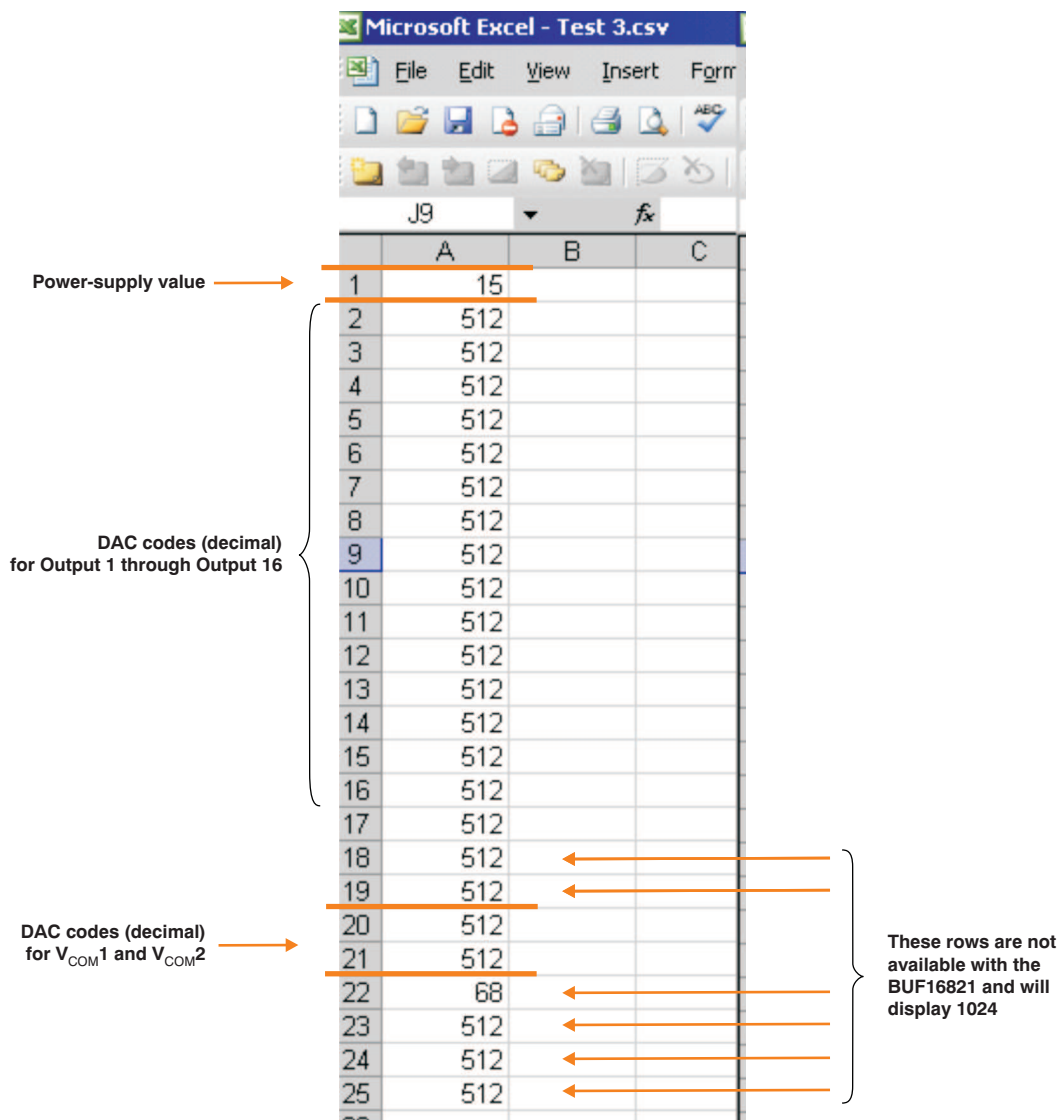 Microsoft Excel - Test 3.csv
File Edit View Insert Form
ABC
J9 fx
A B C
Power-supply value
1 15
2 512
3 512
4 512
5 512
6 512
7 512
8 512
DAC codes (decimal)
for Output 1 through Output 16
9 512
10 512
11 512
12 512
13 512
14 512
15 512
16 512
17 512
18 512
19 512
DAC codes (decimal)
for VCOM1 and VCOM2
20 512
21 512
22 68
23 512
24 512
25 512
These rows are not
available with the
BUF16821 and will
display 1024